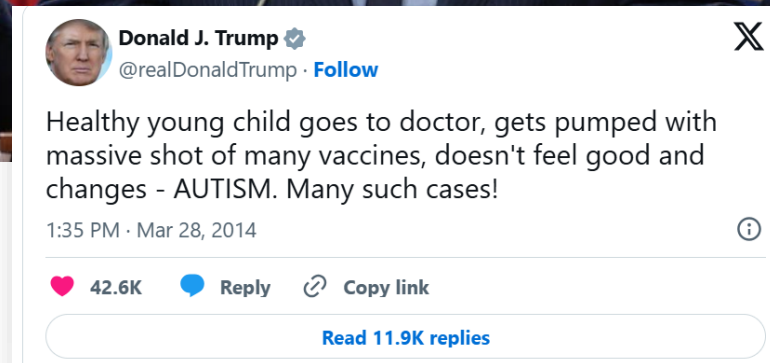 Donald J. Trump
@realDonaldTrump · Follow
Healthy young child goes to doctor, gets pumped with
massive shot of many vaccines, doesn't feel good and
changes - AUTISM. Many such cases!
1:35 PM · Mar 28, 2014
42.6K Reply Copy link
Read 11.9K replies